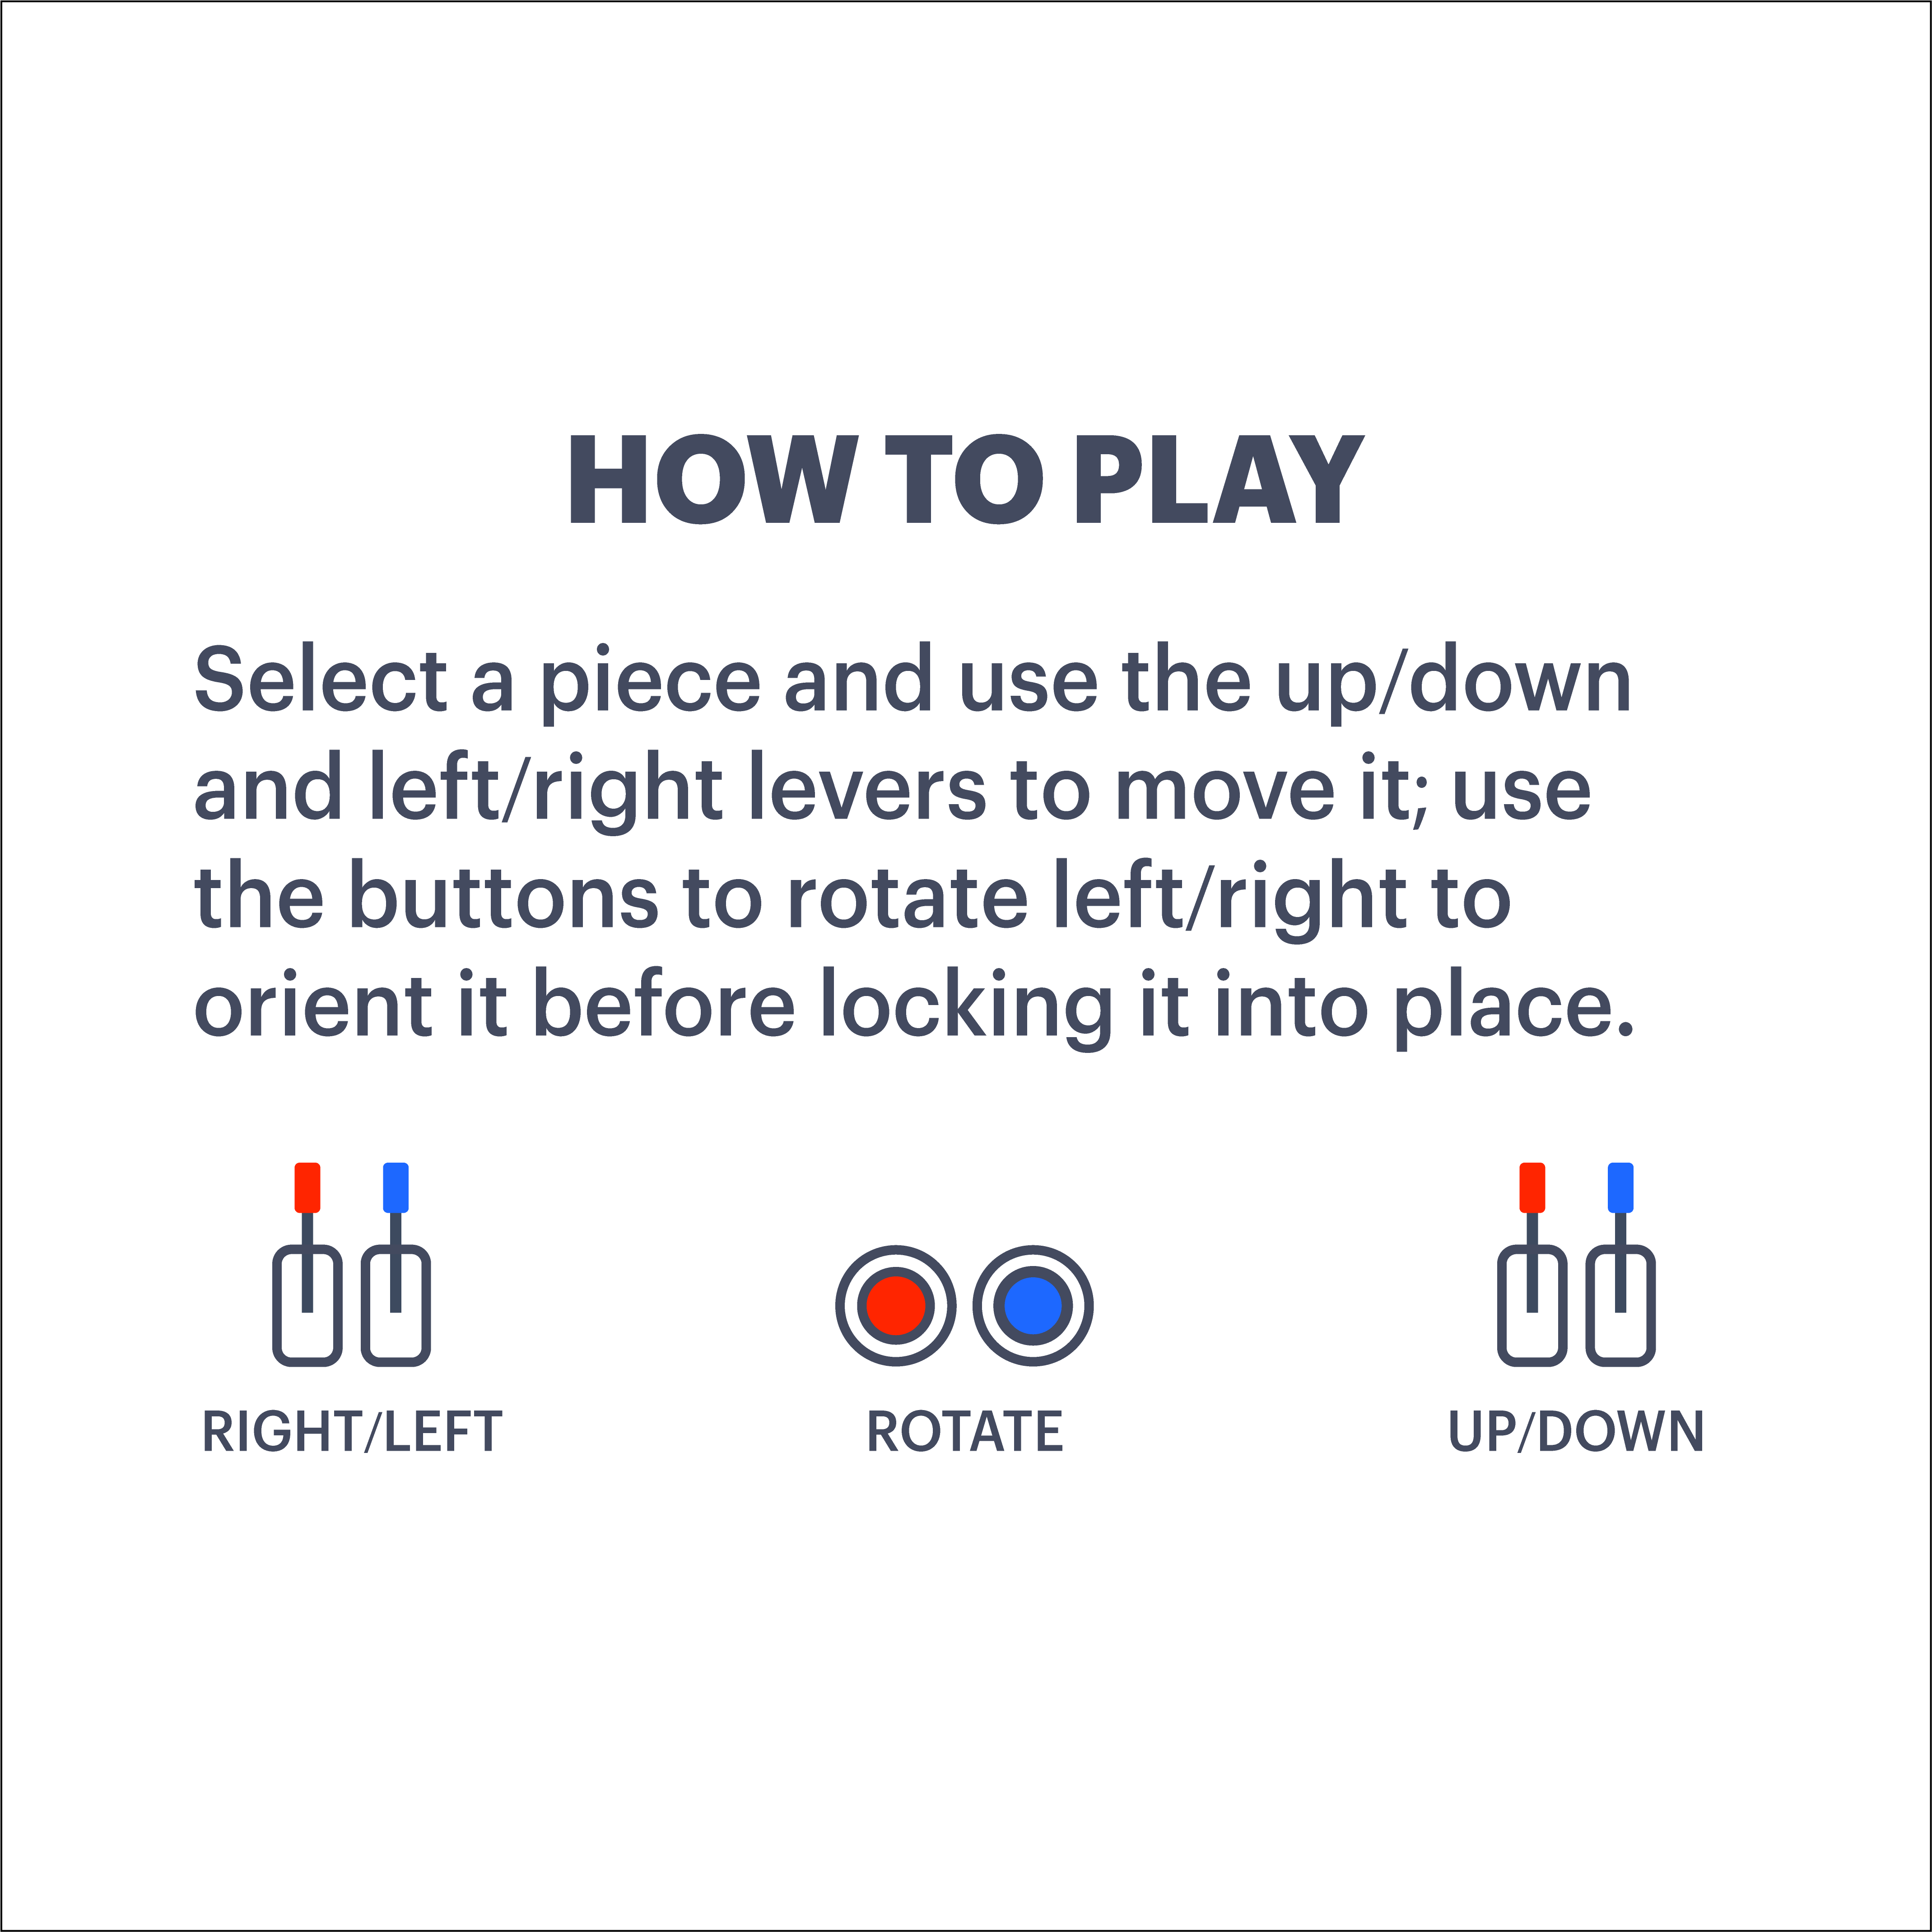 HOW TO PLAY
Select a piece and use the up/down
and left/right levers to move it; use
the buttons to rotate left/right to
orient it before locking it into place.
RIGHT/LEFT
ROTATE
UP/DOWN